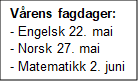 Vårens fagdager:
- Engelsk 22. mai
- Norsk 27. mai
- Matematikk 2. juni